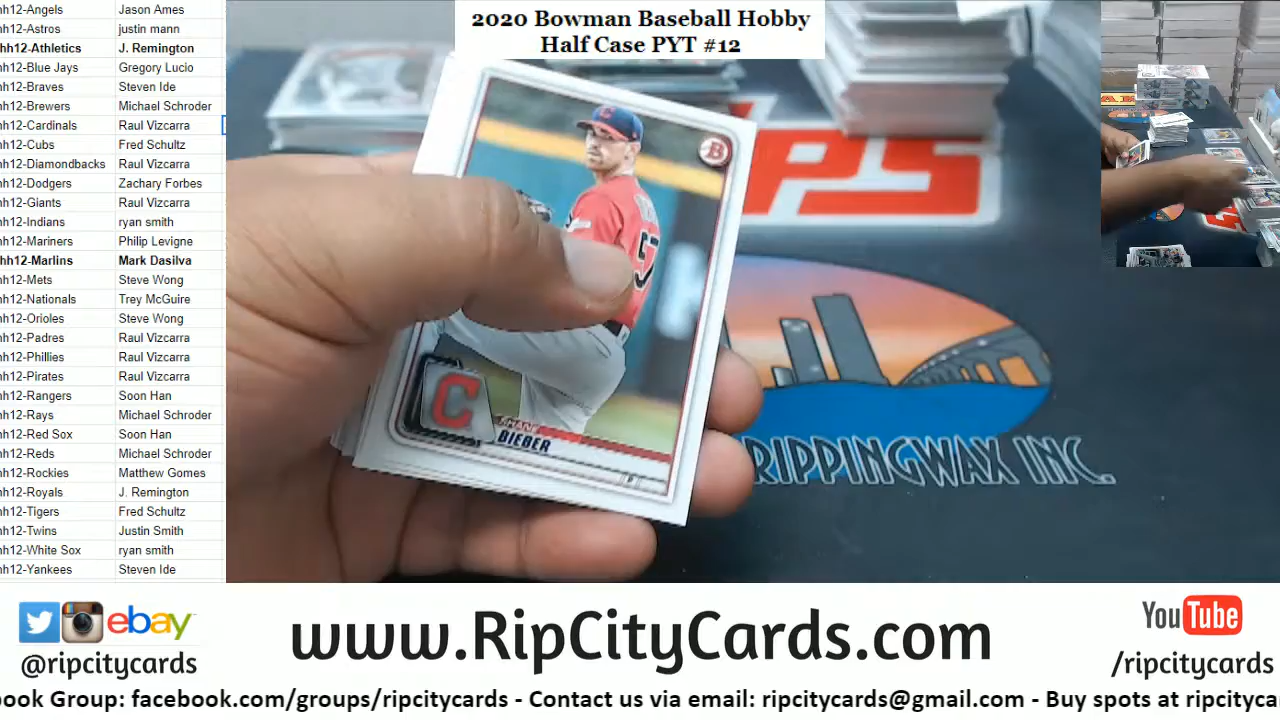 2020 Bowman Baseball Hobby
Half Case PYT #12
hh12-Angels Jason Ames
hh12-Astros justin mann
hh12-Athletics J. Remington
hh12-Blue Jays Gregory Lucio
hh12-Braves Steven Ide
hh12-Brewers Michael Schroder
hh12-Cardinals Raul Vizcarra
hh12-Cubs Fred Schultz
hh12-Diamondbacks Raul Vizcarra
hh12-Dodgers Zachary Forbes
hh12-Giants Raul Vizcarra
hh12-Indians ryan smith
hh12-Mariners Philip Levigne
hh12-Marlins Mark Dasilva
hh12-Mets Steve Wong
hh12-Nationals Trey McGuire
hh12-Orioles Steve Wong
hh12-Padres Raul Vizcarra
hh12-Phillies Raul Vizcarra
hh12-Pirates Raul Vizcarra
hh12-Rangers Soon Han
hh12-Rays Michael Schroder
hh12-Red Sox Soon Han
hh12-Reds Michael Schroder
hh12-Rockies Matthew Gomes
hh12-Royals J. Remington
hh12-Tigers Fred Schultz
hh12-Twins Justin Smith
hh12-White Sox ryan smith
hh12-Yankees Steven Ide
B
C
57
C
SHANE
BIEBER
PS
RIPPINGWAX INC.
ebay
@ripcitycards
www.RipCityCards.com
YouTube
/ripcitycards
book Group: facebook.com/groups/ripcitycards - Contact us via email: ripcitycards@gmail.com - Buy spots at ripcityca